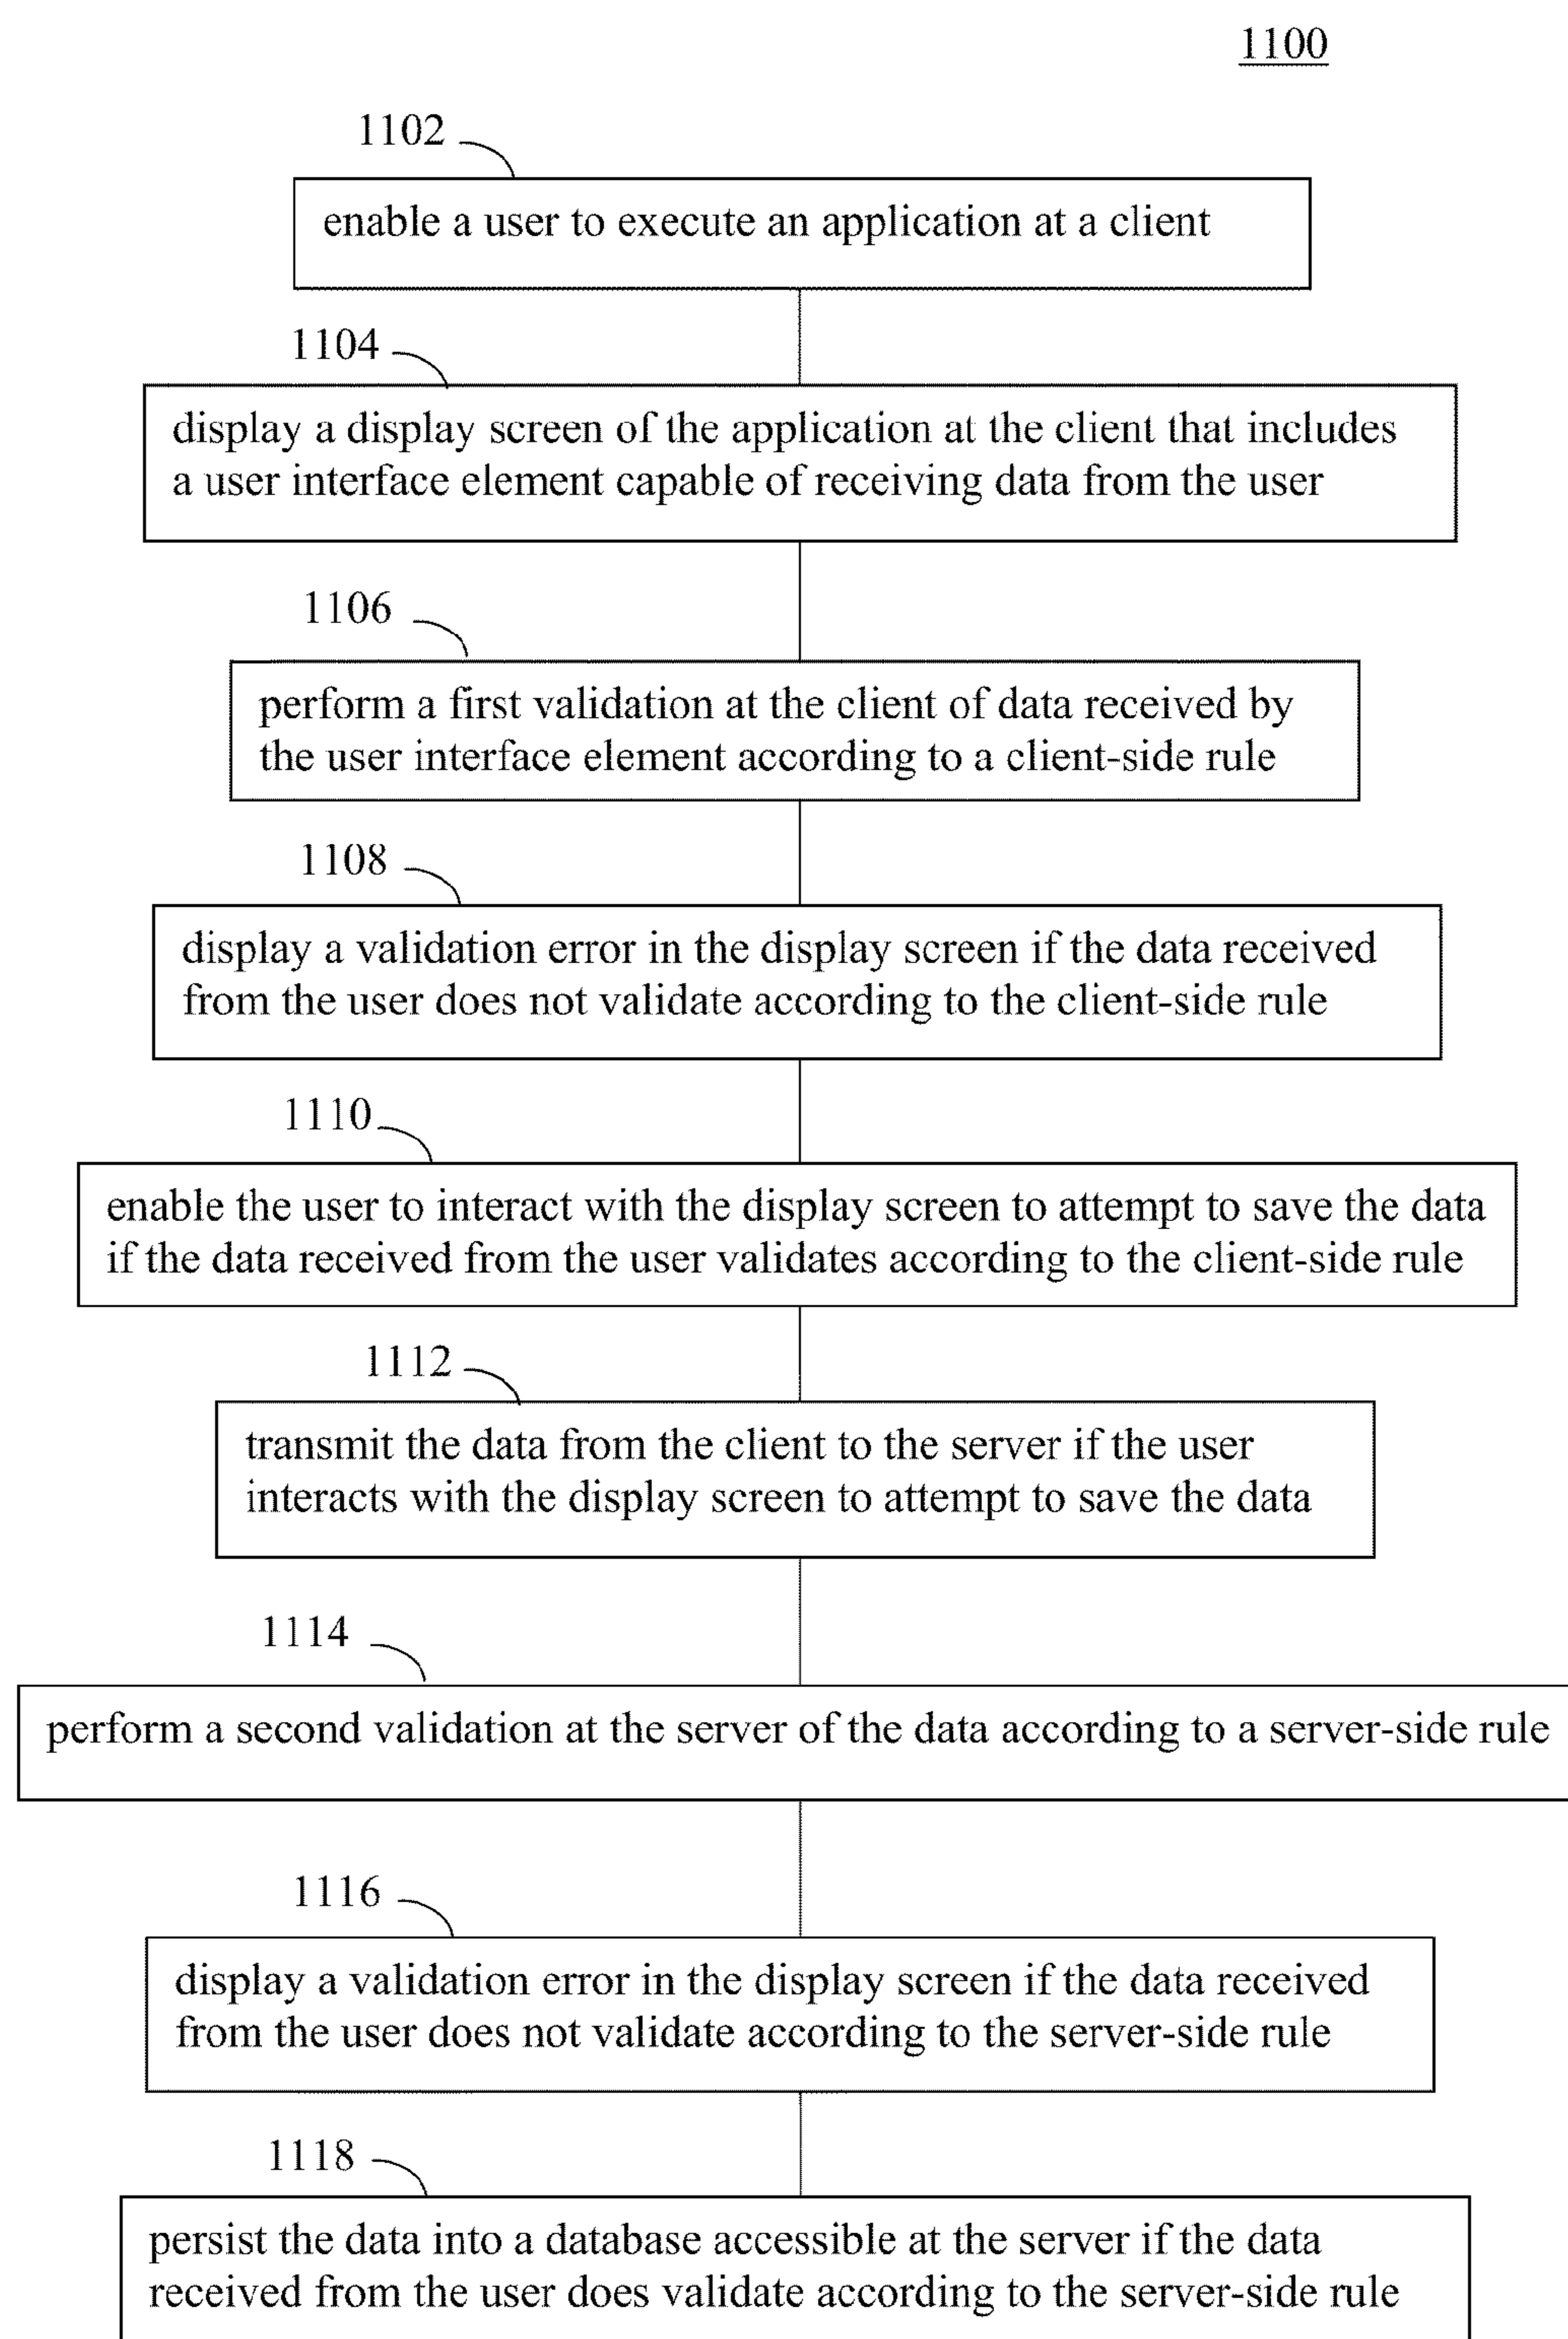 1100
1102
enable a user to execute an application at a client
1104
display a display screen of the application at the client that includes
a user interface element capable of receiving data from the user
1106
perform a first validation at the client of data received by
the user interface element according to a client-side rule
1108
display a validation error in the display screen if the data received
from the user does not validate according to the client-side rule
1110
enable the user to interact with the display screen to attempt to save the data
if the data received from the user validates according to the client-side rule
1112
transmit the data from the client to the server if the user
interacts with the display screen to attempt to save the data
1114
perform a second validation at the server of the data according to a server-side rule
1116
display a validation error in the display screen if the data received
from the user does not validate according to the server-side rule
1118
persist the data into a database accessible at the server if the data
received from the user does validate according to the server-side rule